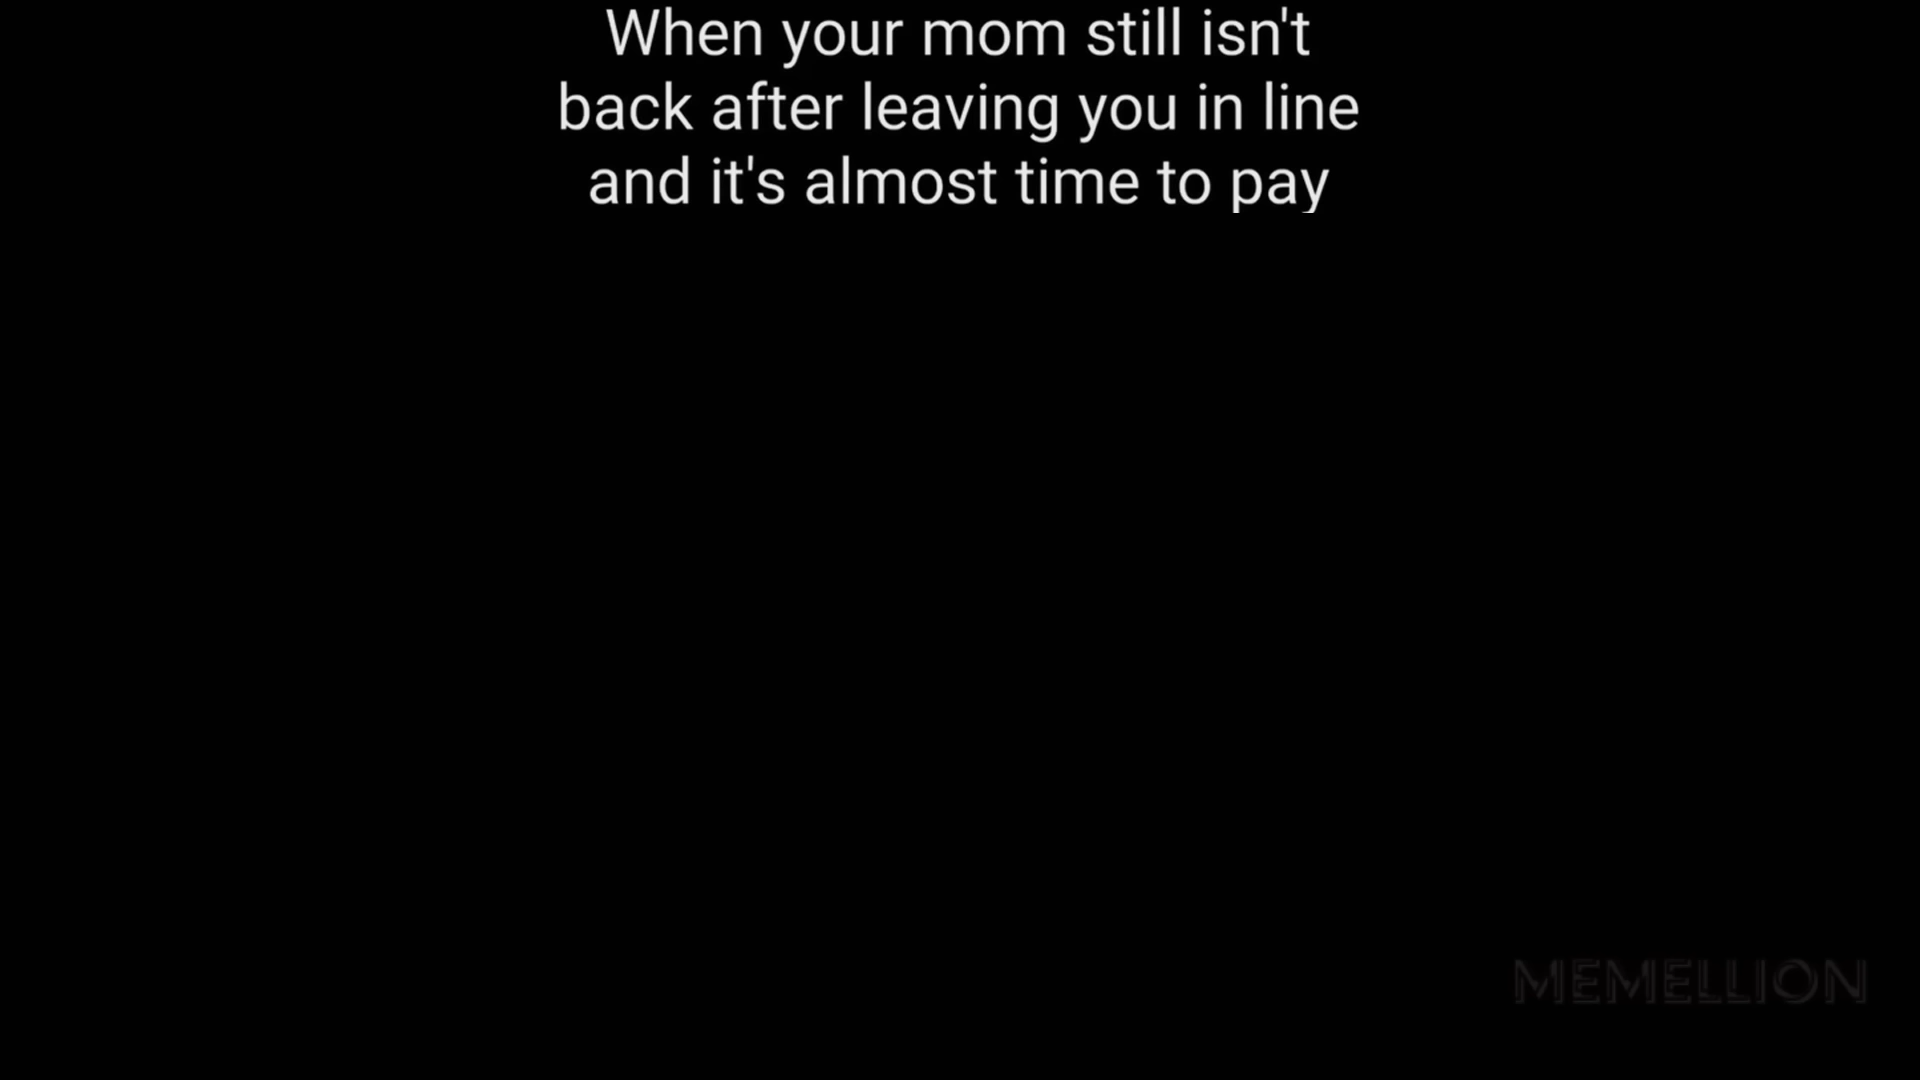 When your mom still isn't
back after leaving you in line
and it's almost time to pay
MEMELLION